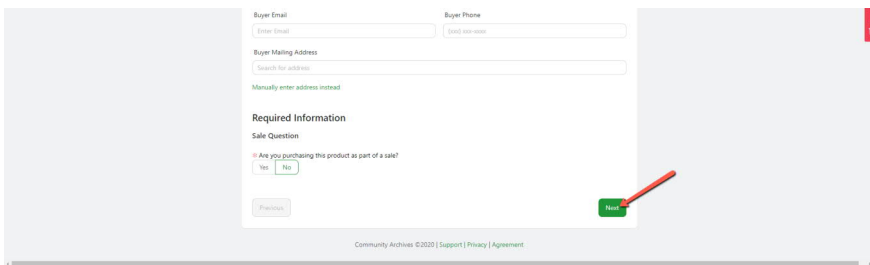 Buyer Email Buyer Phone
Enter Email (xxx) xxx-xxxx
Buyer Mailing Address
Search for address
Manually enter address instead
Required Information
Sale Question
* Are you purchasing this product as part of a sale?
Yes No
Previous Next
Community Archives ©2020 | Support | Privacy | Agreement